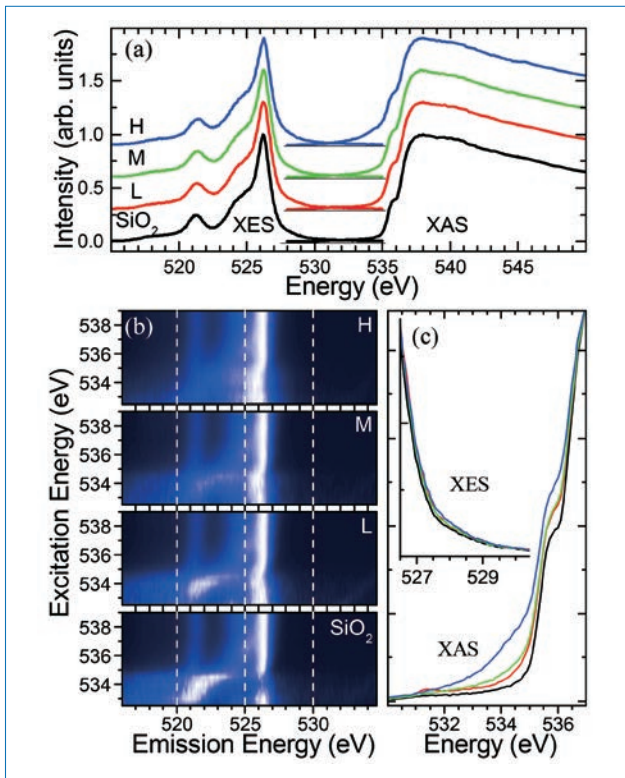 (a)
Intensity (arb. units)
1.5
1.0
0.5
0.0
H
M
L
SiO₂
XES
XAS
520
525
530
535
540
545
Energy (eV)
(b)
Excitation Energy (eV)
538
536
534
H
538
536
534
M
538
536
534
L
538
536
534
SiO₂
520
525
530
Emission Energy (eV)
(c)
XES
527
529
XAS
532
534
536
Energy (eV)